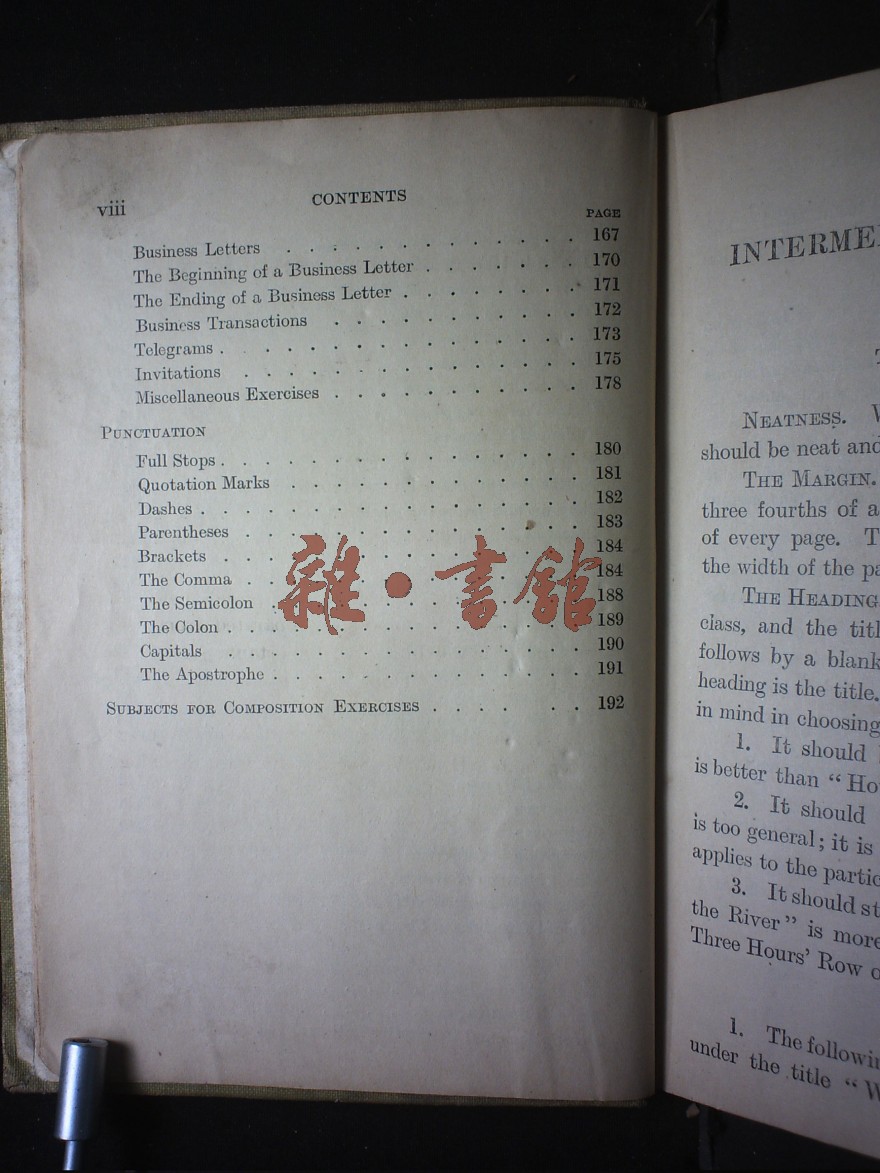 viii
CONTENTS
PAGE
Business Letters . . . . . . . . . . . . . 167
The Beginning of a Business Letter . . . . . . . 170
The Ending of a Business Letter . . . . . . . . 171
Business Transactions . . . . . . . . . . . 172
Telegrams . . . . . . . . . . . . . . . 173
Invitations . . . . . . . . . . . . . . . 175
Miscellaneous Exercises . . . . . . . . . . . 178
PUNCTUATION
Full Stops . . . . . . . . . . . . . . . . 180
Quotation Marks . . . . . . . . . . . . . 181
Dashes . . . . . . . . . . . . . . . . . 182
Parentheses . . . . . . . . . . . . . . . 183
Brackets . . . . . . . . . . . . . . . . 184
The Comma . . . . . . . . . . . . . . . 184
The Semicolon . . . . . . . . . . . . . . 188
The Colon . . . . . . . . . . . . . . . . 189
Capitals . . . . . . . . . . . . . . . . 190
The Apostrophe . . . . . . . . . . . . . . 191
SUBJECTS FOR COMPOSITION EXERCISES . . . . . . 192
雜·書館
INTERME
NEATNESS.
should be neat and
THE MARGIN.
three fourths of a
of every page. T
the width of the pa
THE HEADING
class, and the titl
follows by a blank
heading is the title.
in mind in choosing
1. It should
is better than “Ho
2. It should
is too general; it is
applies to the partic
3. It should st
the River” is more
Three Hours' Row o
1. The followin
under the title “W